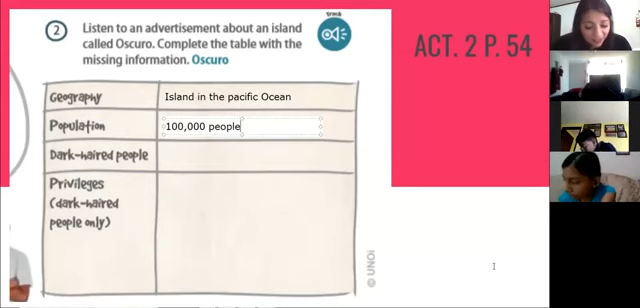 track
2 Listen to an advertisement about an island
called Oscuro. Complete the table with the
missing information. Oscuro
ACT. 2 P. 54
Geography Island in the pacific Ocean
Population 100,000 people
Dark-haired people
Privileges
(dark-haired
people only)
© UNOi